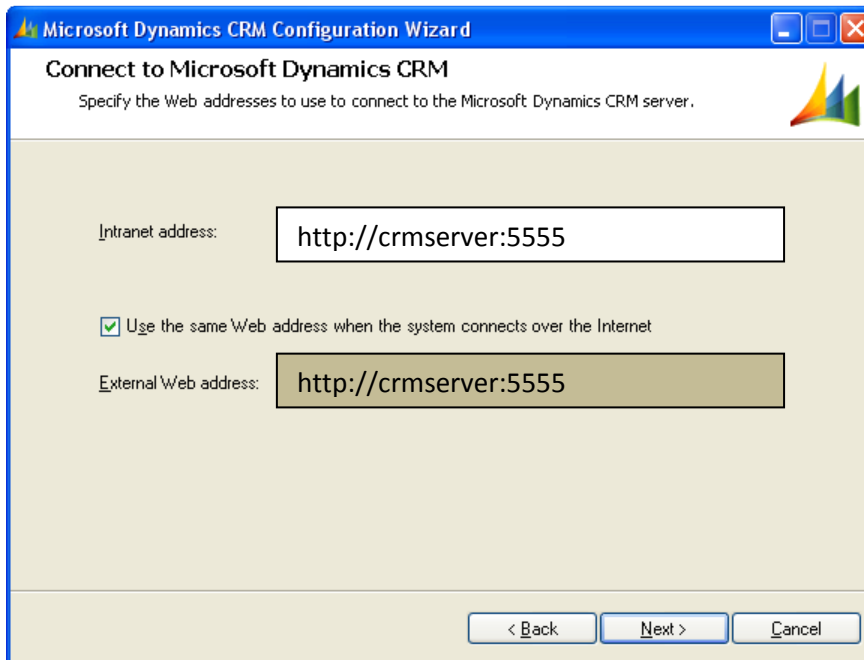 Microsoft Dynamics CRM Configuration Wizard
Connect to Microsoft Dynamics CRM
Specify the Web addresses to use to connect to the Microsoft Dynamics CRM server.
Intranet address: http://crmserver:5555
Use the same Web address when the system connects over the Internet
External Web address: http://crmserver:5555
< Back Next > Cancel